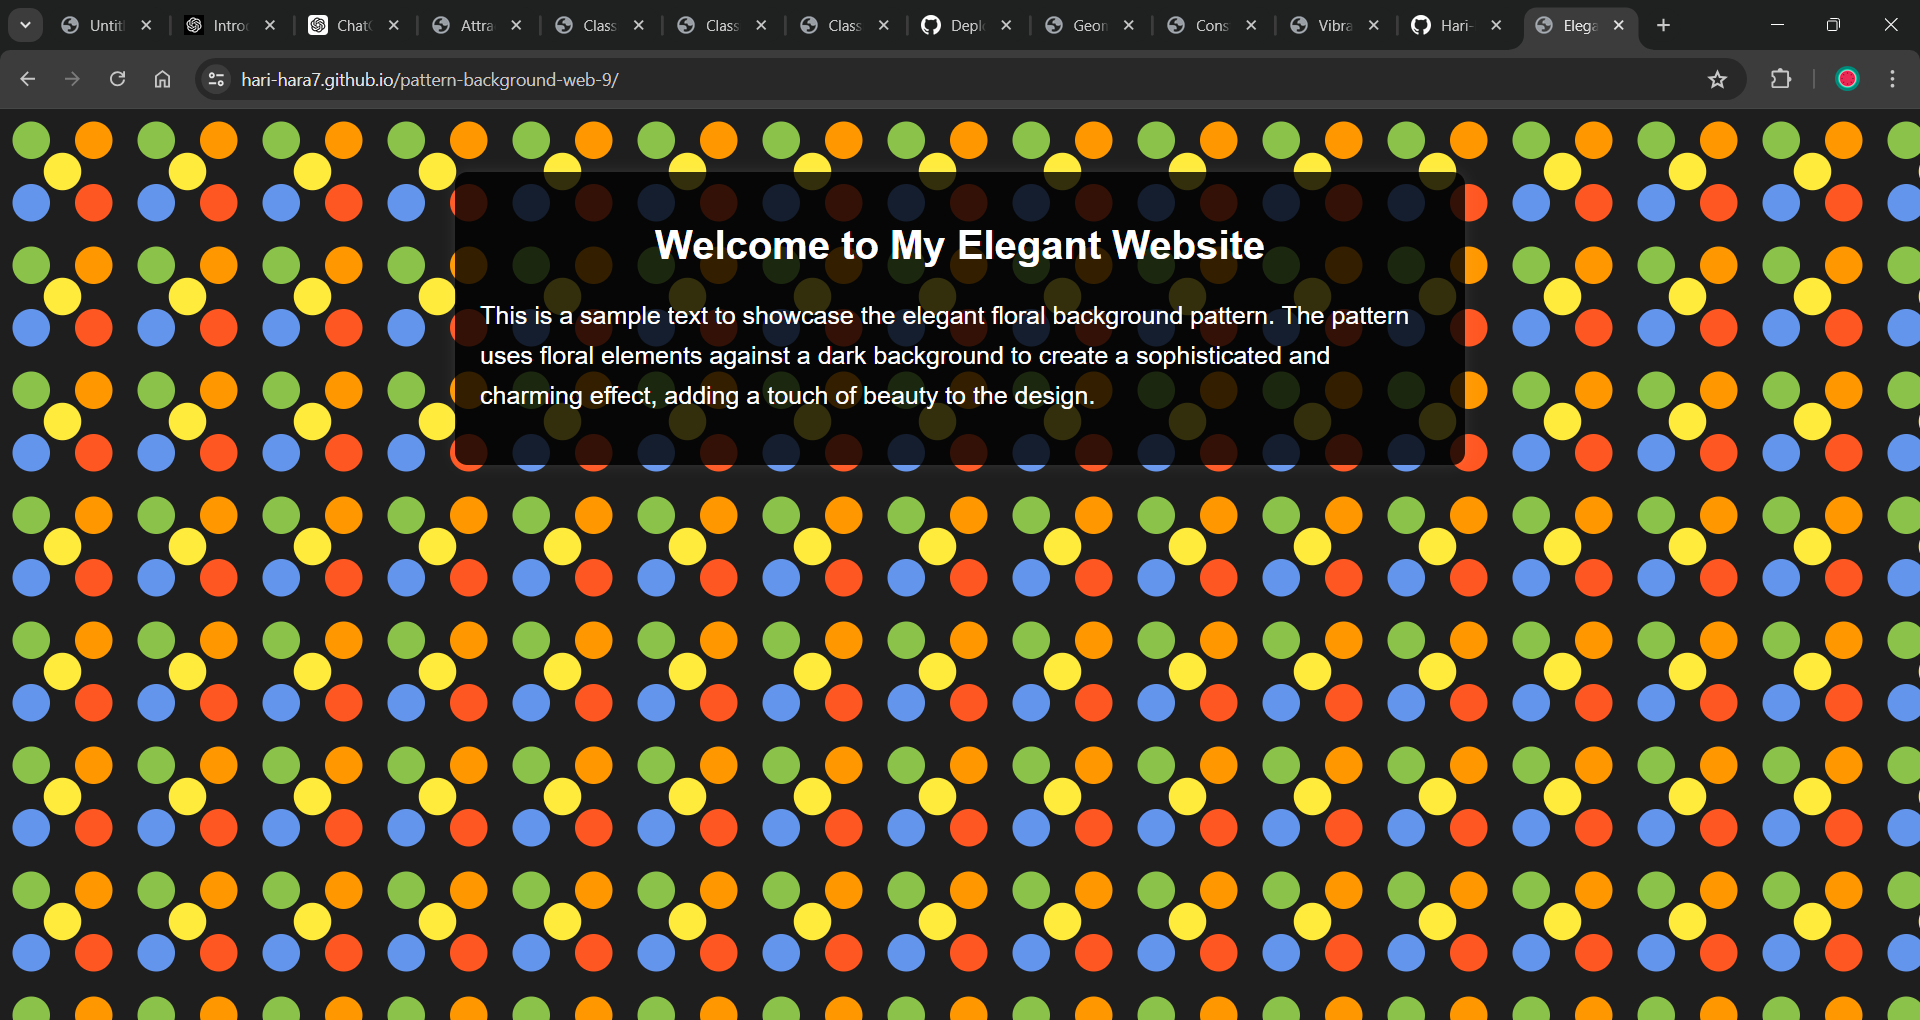 Untit
Intro
ChatG
Attra
Class
Class
Class
Deplo
Geon
Cons
Vibra
Hari-
Elega
hari-hara7.github.io/pattern-background-web-9/
Welcome to My Elegant Website
This is a sample text to showcase the elegant floral background pattern. The pattern
uses floral elements against a dark background to create a sophisticated and
charming effect, adding a touch of beauty to the design.